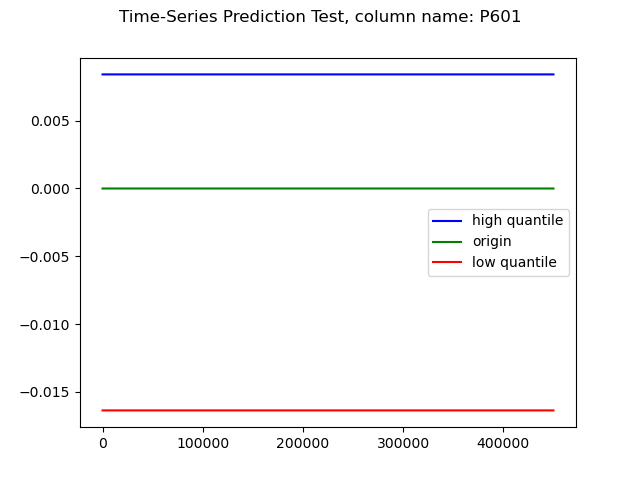 Time-Series Prediction Test, column name: P601
0.005
0.000
−0.005
−0.010
−0.015
high quantile
origin
low quantile
0 100000 200000 300000 400000